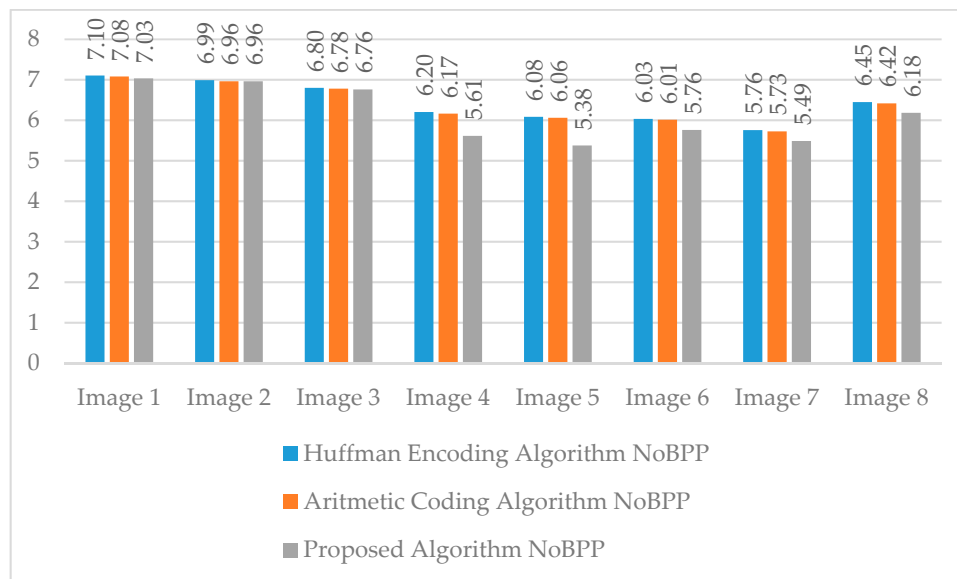 7.10 7.08 7.03 6.99 6.96 6.96 6.80 6.78 6.76 6.20 6.17 5.61 6.08 6.06 5.38 6.03 6.01 5.76 5.76 5.73 5.49 6.45 6.42 6.18
8
7
6
5
4
3
2
1
0
Image 1 Image 2 Image 3 Image 4 Image 5 Image 6 Image 7 Image 8
Huffman Encoding Algorithm NoBPP
Aritmetic Coding Algorithm NoBPP
Proposed Algorithm NoBPP